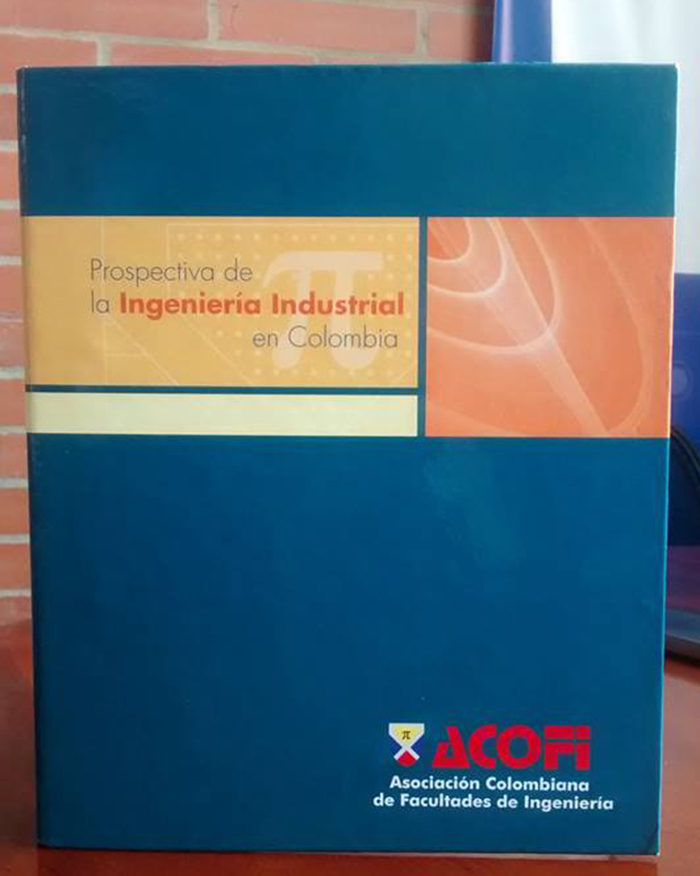 Prospectiva de
la Ingeniería Industrial
en Colombia
π
π
ACOFI
Asociación Colombiana
de Facultades de Ingeniería